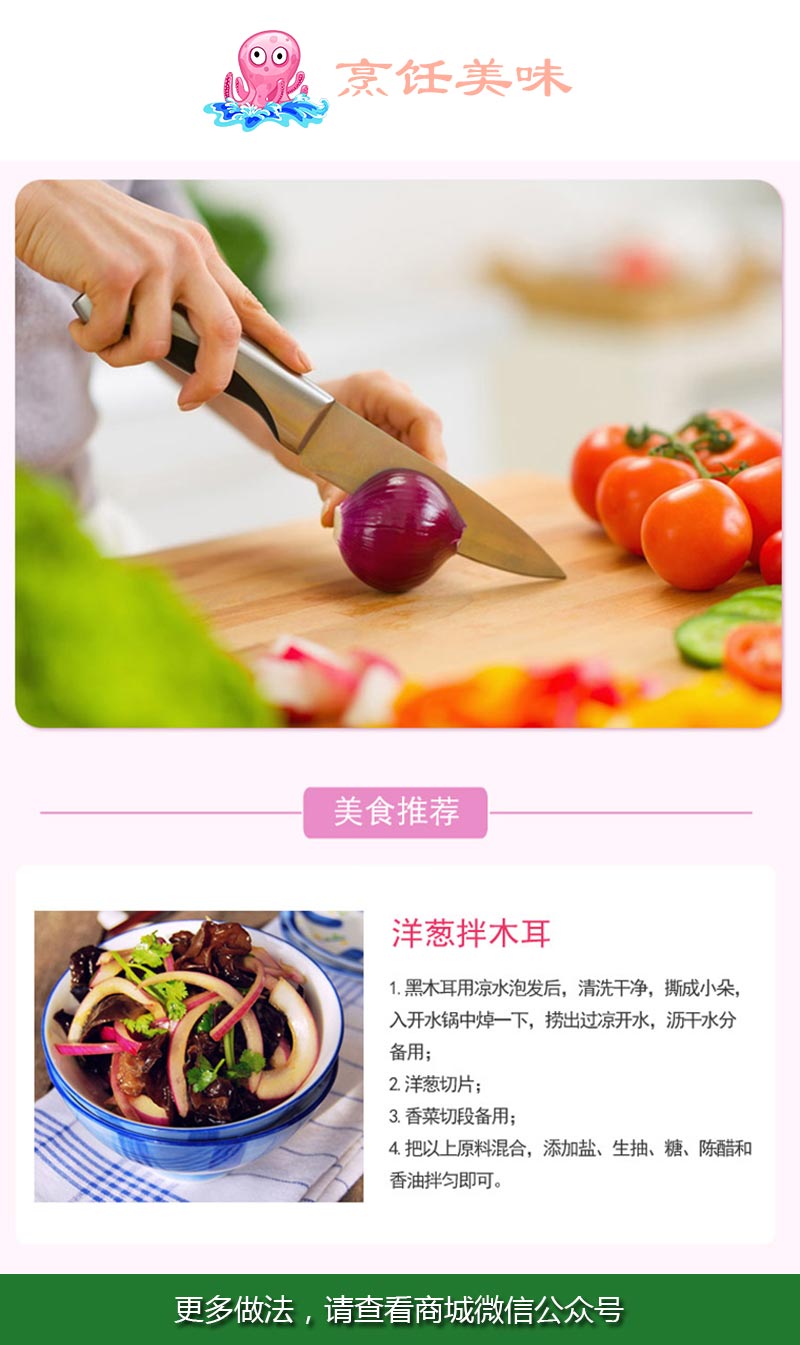 烹饪美味
美食推荐
洋葱拌木耳
1. 黑木耳用凉水泡发后，清洗干净，撕成小朵，
入开水锅中焯一下，捞出过凉开水，沥干水分
备用；
2. 洋葱切片；
3. 香菜切段备用；
4. 把以上原料混合，添加盐、生抽、糖、陈醋和
香油拌匀即可。
更多做法，请查看商城微信公众号